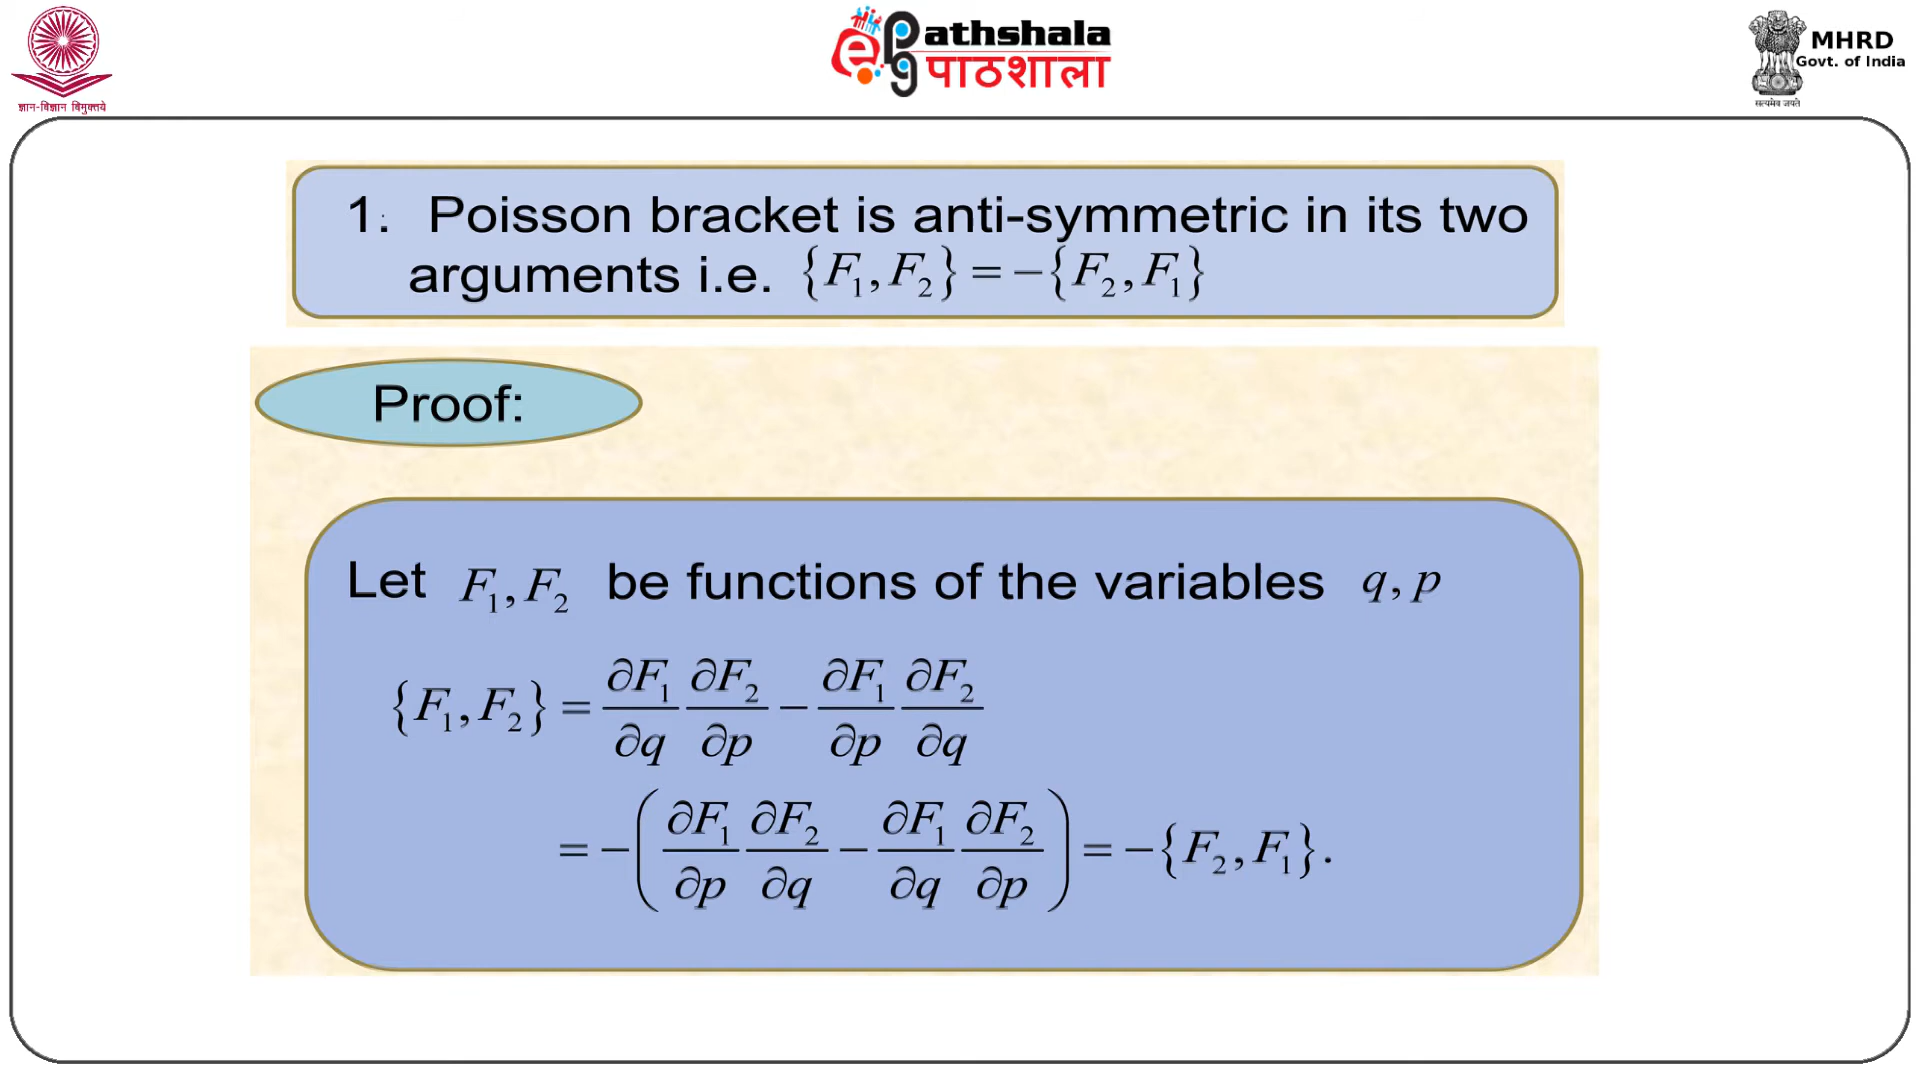 ज्ञान-विज्ञान विमुक्तये
ePG athshala
पाठशाला
MHRD
Govt. of India
सत्यमेव जयते
1. Poisson bracket is anti-symmetric in its two
arguments i.e. {F₁, F₂} = −{F₂, F₁}
Proof:
Let F₁, F₂ be functions of the variables q, p
{F₁, F₂} = ∂F₁/∂q ∂F₂/∂p − ∂F₁/∂p ∂F₂/∂q
= −(∂F₁/∂p ∂F₂/∂q − ∂F₁/∂q ∂F₂/∂p) = −{F₂, F₁}.